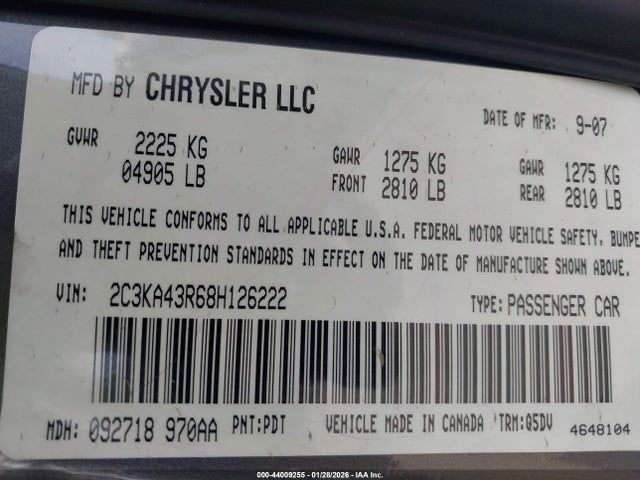 MFD BY CHRYSLER LLC
DATE OF MFR: 9-07
GVWR 2225 KG GAWR 1275 KG GAWR 1275 KG
04905 LB FRONT 2810 LB REAR 2810 LB
THIS VEHICLE CONFORMS TO ALL APPLICABLE U.S.A. FEDERAL MOTOR VEHICLE SAFETY, BUMPE
AND THEFT PREVENTION STANDARDS IN EFFECT ON THE DATE OF MANUFACTURE SHOWN ABOVE.
VIN: 2C3KA43R68H126222 TYPE: PASSENGER CAR
MDH: 092718 970AA PNT:PDT VEHICLE MADE IN CANADA TRM:Q5DV 4648104
000-44009255 | 01/28/2026 - IAA Inc.